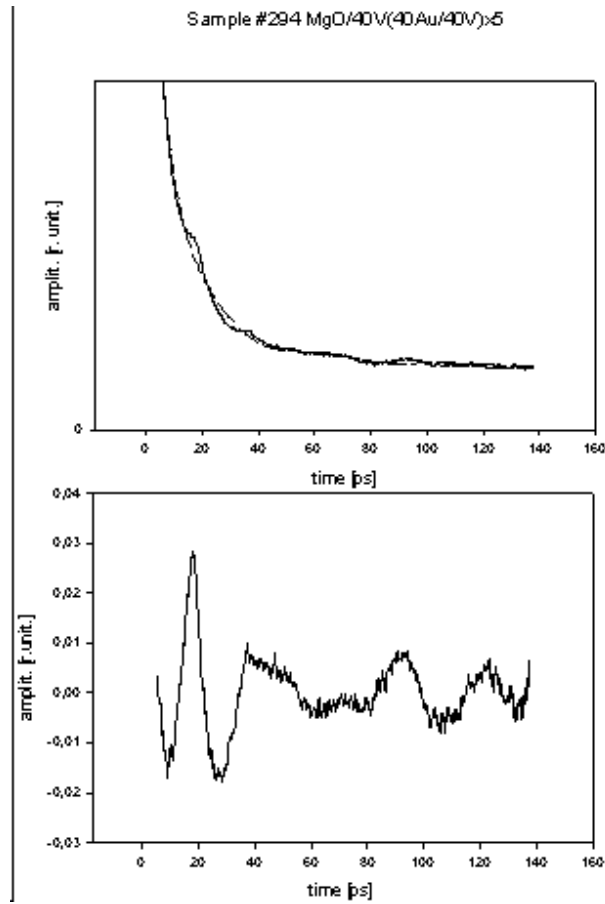 Sample #294 MgO/40V(40Au/40V)x5
amplit. [r. unit.]
0
0 20 40 60 80 100 120 140 160
time [ps]
0,04
0,03
0,02
0,01
0,00
-0,01
-0,02
-0,03
amplit. [r.unit.]
0 20 40 60 80 100 120 140 160
time [ps]